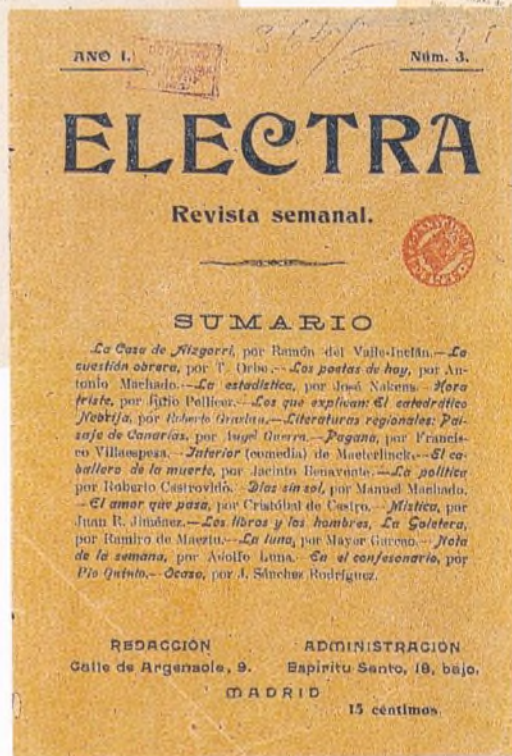 AÑO I.
Núm. 3.
ELECTRA
Revista semanal.
SUMARIO
La Casa de Aizgorri, por Ramón del Valle-Inclán.—La
cuestión obrera, por T. Orbe.—Los poetas de hoy, por An-
tonio Machado.—La estadística, por José Nakens.—Hora
triste, por Julio Pellicer.—Los que explican: El catedrático
Nebrija, por Roberto—Literaturas regionales: Pai-
saje de Canarias, por Angel Guerra.—Pagana, por Francis-
co Villaespesa.—Interior (comedia) de Maeterlinck.—El ca-
ballero de la muerte, por Jacinto Benavente.—La política
por Roberto Castrovido.—Días sin sol, por Manuel Machado.
—El amor que pasa, por Cristóbal de Castro.—Mística, por
Juan R. Jiménez.—Los libros y los hombres, La Goletera,
por Ramiro de Maeztu.—La luna, por Mayor Garçao.—Nota
de la semana, por Adolfo Luna.—En el confesonario, por
Pio Quinto.—Ocaso, por J. Sánchez Rodríguez.
REDACCIÓN
Calle de Argensola, 9.
ADMINISTRACIÓN
Espíritu Santo, 18, bajo.
MADRID
15 céntimos.